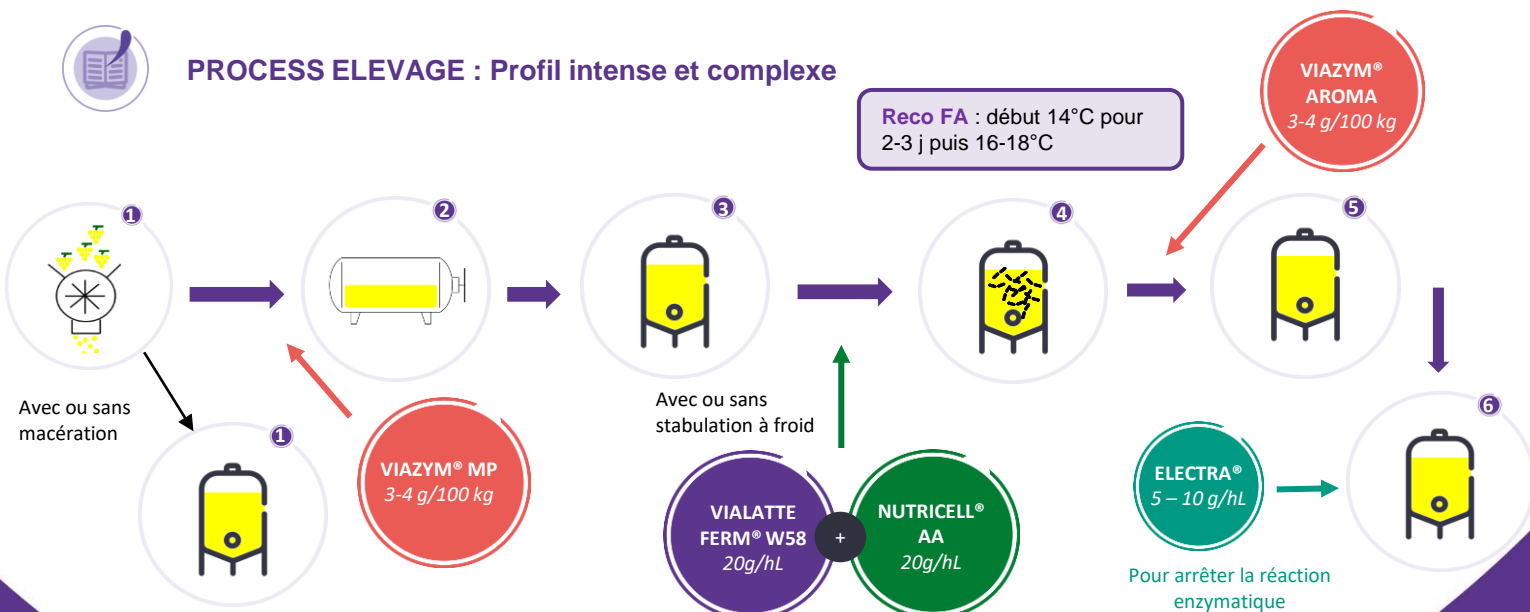 PROCESS ELEVAGE : Profil intense et complexe
VIAZYM®
AROMA
3-4 g/100 kg
Reco FA : début 14°C pour
2-3 j puis 16-18°C
1
2
3
4
5
Avec ou sans
macération
1
VIAZYM® MP
3-4 g/100 kg
Avec ou sans
stabulation à froid
VIALATTE
FERM® W58
20g/hL
+
NUTRICELL®
AA
20g/hL
ELECTRA®
5 – 10 g/hL
Pour arrêter la réaction
enzymatique
6